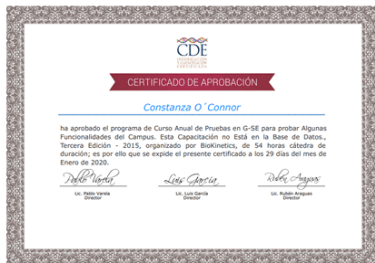 CDE
CERTIFICADO DE APROBACIÓN
Constanza O´Connor
ha aprobado el programa de Curso Anual de Pruebas en G-SE para probar Algunas
Funcionalidades del Campus. Esta Capacitación no Está en la Base de Datos.,
Tercera Edición - 2015, organizado por BioKinetics, de 54 horas cátedra de
duración; es por ello que se expide el presente certificado a los 29 días del mes de
Enero de 2020.
Pablo Varela
Luis García
Rubén Araguas
Lic. Pablo Varela
Director
Lic. Luis García
Director
Lic. Rubén Araguas
Director